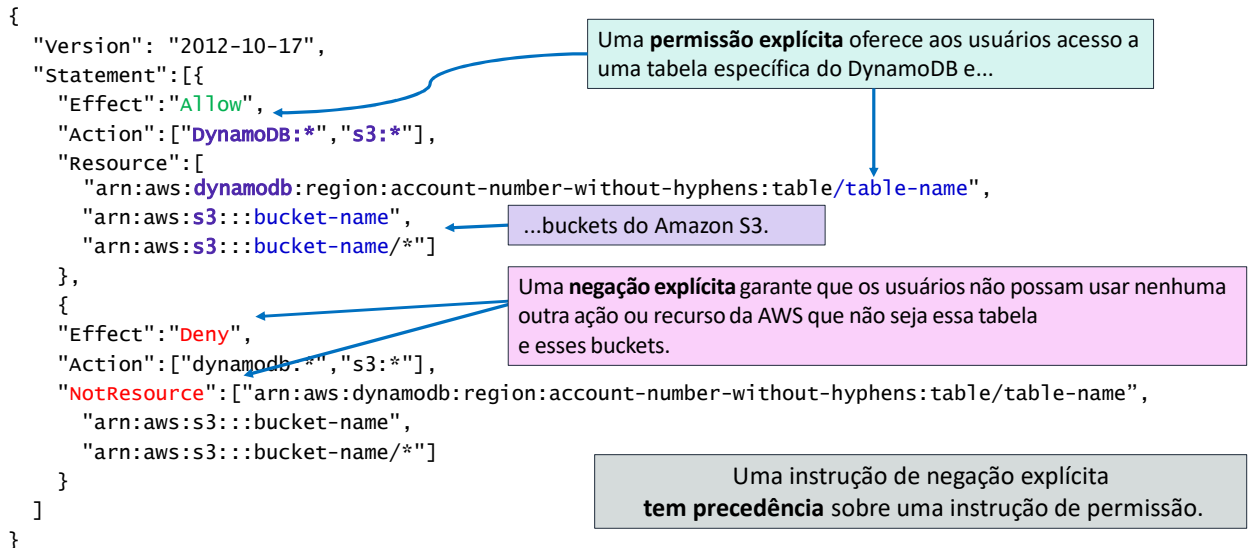 {
"Version": "2012-10-17",
Uma permissão explícita oferece aos usuários acesso a
uma tabela específica do DynamoDB e...
"Statement":[{
"Effect":"Allow",
"Action":["DynamoDB:*","s3:*"],
"Resource":[
"arn:aws:dynamodb:region:account-number-without-hyphens:table/table-name",
"arn:aws:s3:::bucket-name",
...buckets do Amazon S3.
"arn:aws:s3:::bucket-name/*"]
},
{
Uma negação explícita garante que os usuários não possam usar nenhuma
outra ação ou recurso da AWS que não seja essa tabela
e esses buckets.
"Effect":"Deny",
"Action":["dynamodb:*","s3:*"],
"NotResource":["arn:aws:dynamodb:region:account-number-without-hyphens:table/table-name”,
"arn:aws:s3:::bucket-name",
"arn:aws:s3:::bucket-name/*"]
}
]
}
Uma instrução de negação explícita
tem precedência sobre uma instrução de permissão.